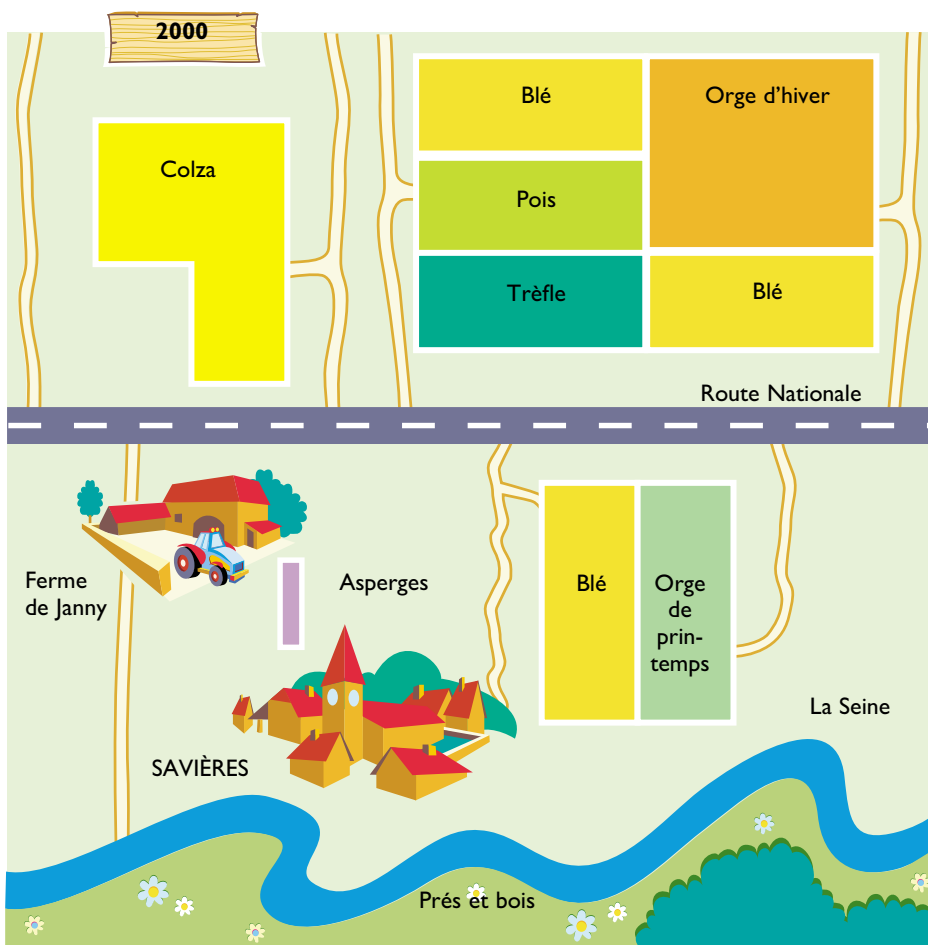 2000
Blé
Orge d'hiver
Colza
Pois
Trèfle
Blé
Route Nationale
Ferme
de Janny
Asperges
Blé
Orge
de
prin-
temps
La Seine
SAVIÈRES
Prés et bois